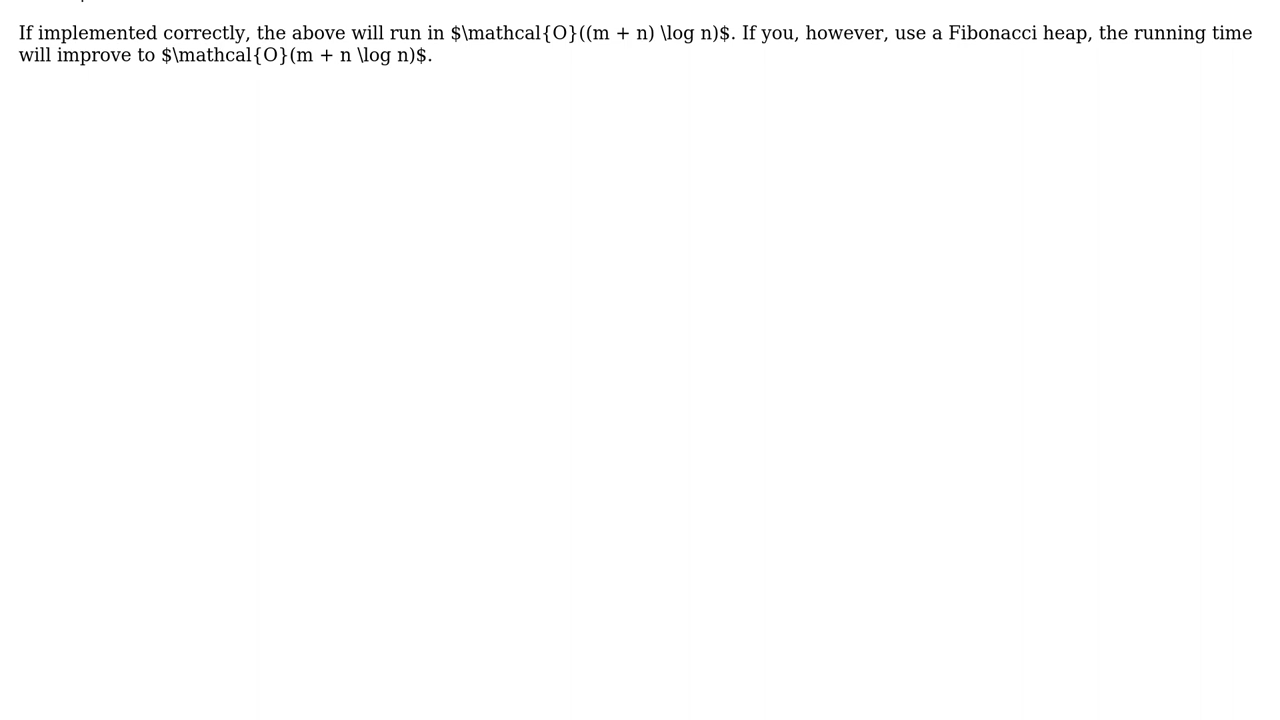 If implemented correctly, the above will run in $\mathcal{O}((m + n) \log n)$. If you, however, use a Fibonacci heap, the running time
will improve to $\mathcal{O}(m + n \log n)$.